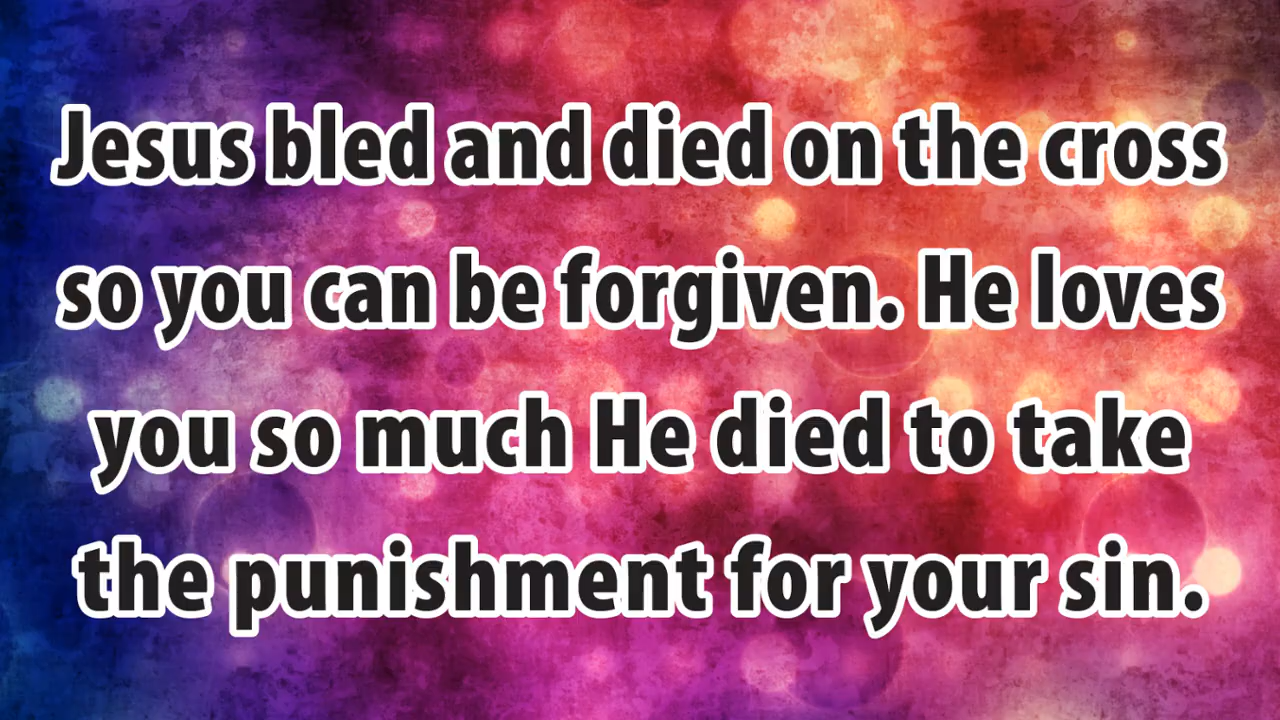 Jesus bled and died on the cross
so you can be forgiven. He loves
you so much He died to take
the punishment for your sin.